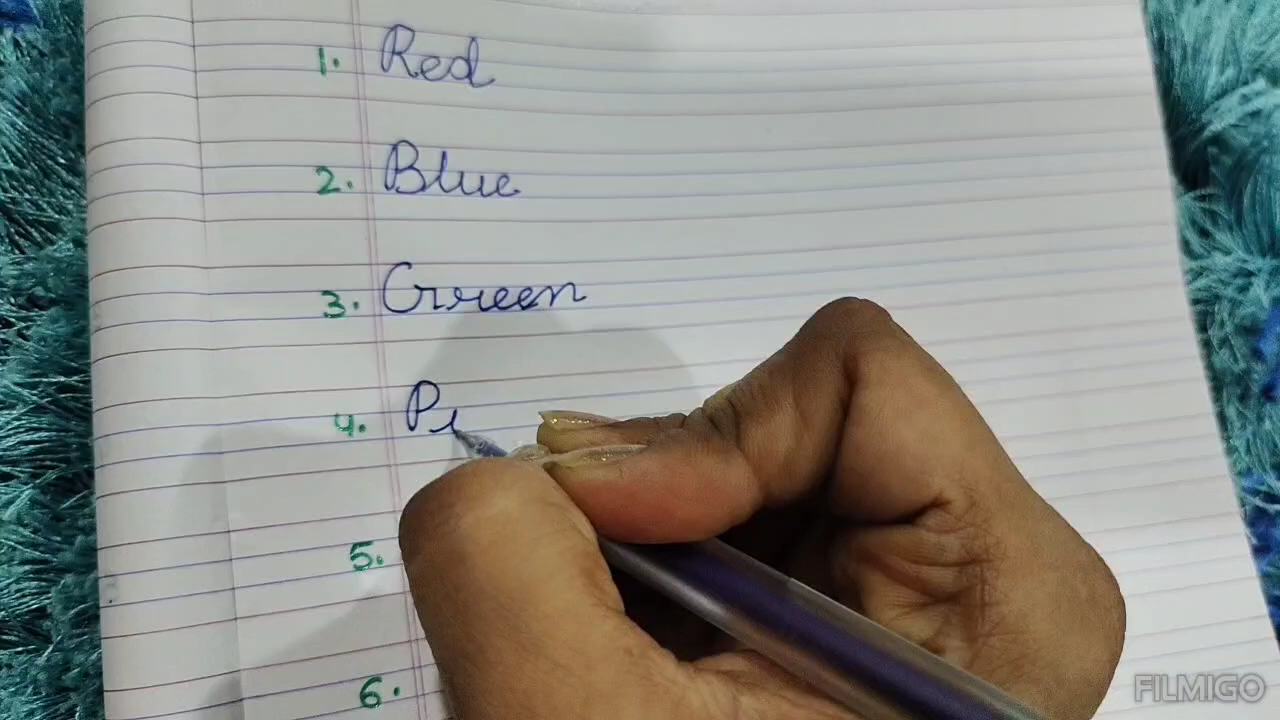 1. Red
2. Blue
3. Green
4. P
5.
6.
FILMIGO